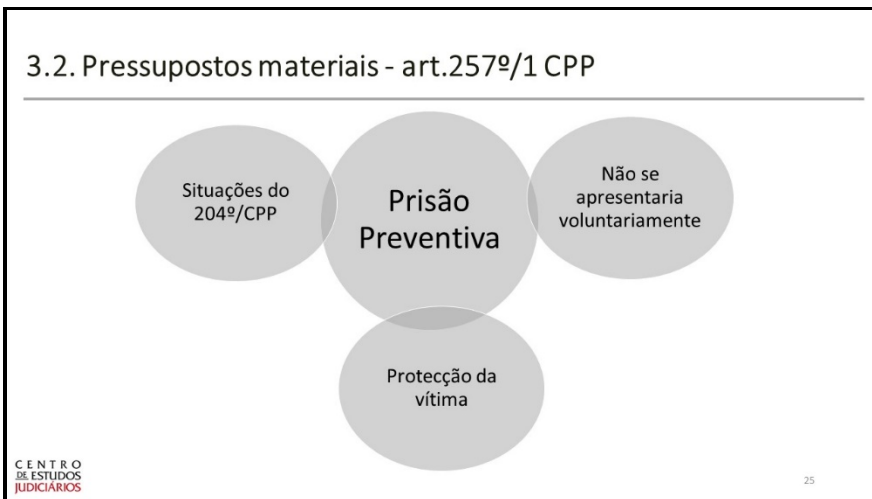 3.2. Pressupostos materiais - art.257º/1 CPP
Situações do
204º/CPP
Prisão
Preventiva
Não se
apresentaria
voluntariamente
Protecção da
vítima
CENTRO
DE ESTUDOS
JUDICIÁRIOS
25